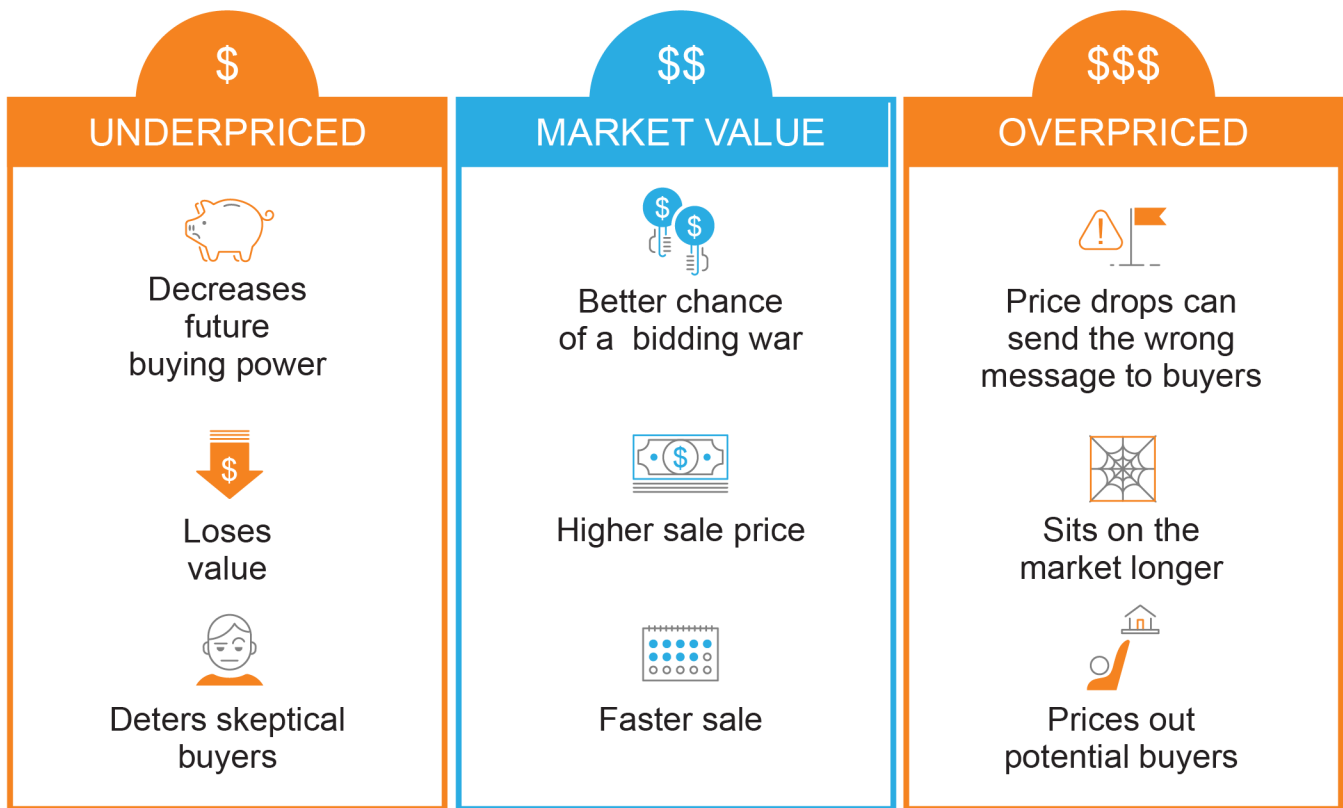 $
UNDERPRICED
Decreases
future
buying power
$
Loses
value
Deters skeptical
buyers
$$
MARKET VALUE
$
$
Better chance
of a  bidding war
$
Higher sale price
Faster sale
$$$
OVERPRICED
!
Price drops can
send the wrong
message to buyers
Sits on the
market longer
Prices out
potential buyers